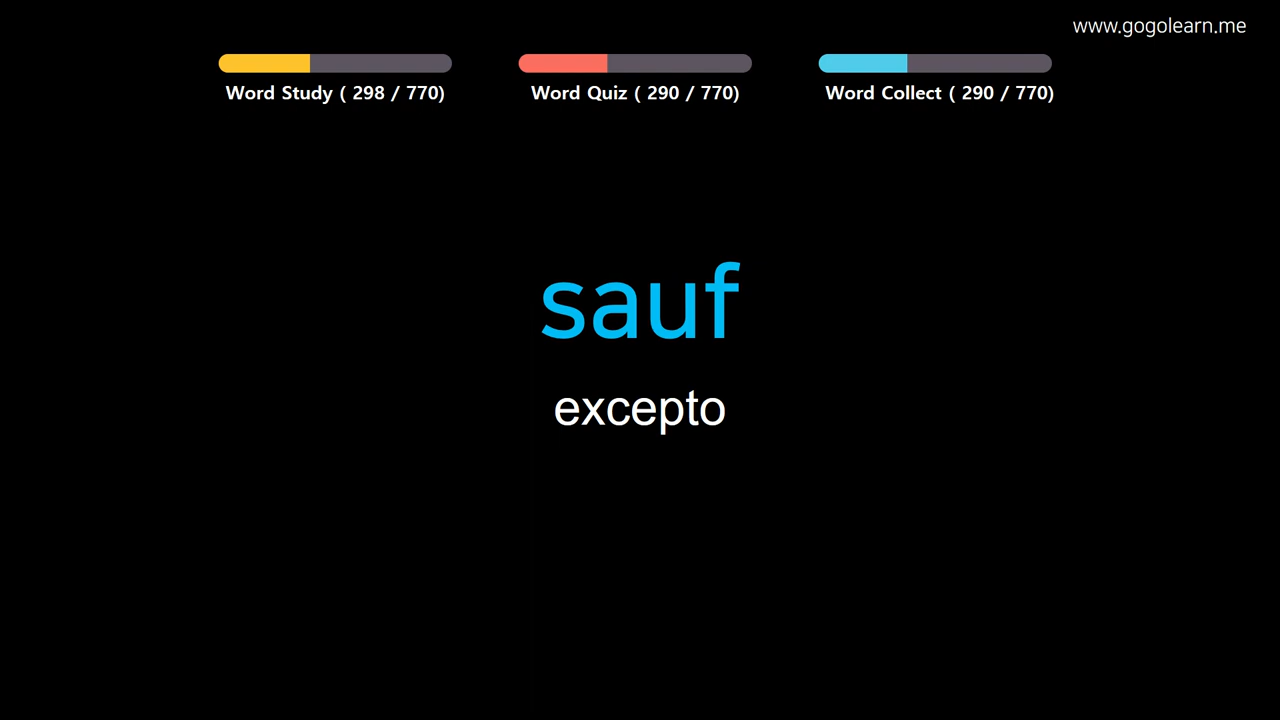 www.gogolearn.me
Word Study ( 298 / 770)
Word Quiz ( 290 / 770)
Word Collect ( 290 / 770)
sauf
excepto